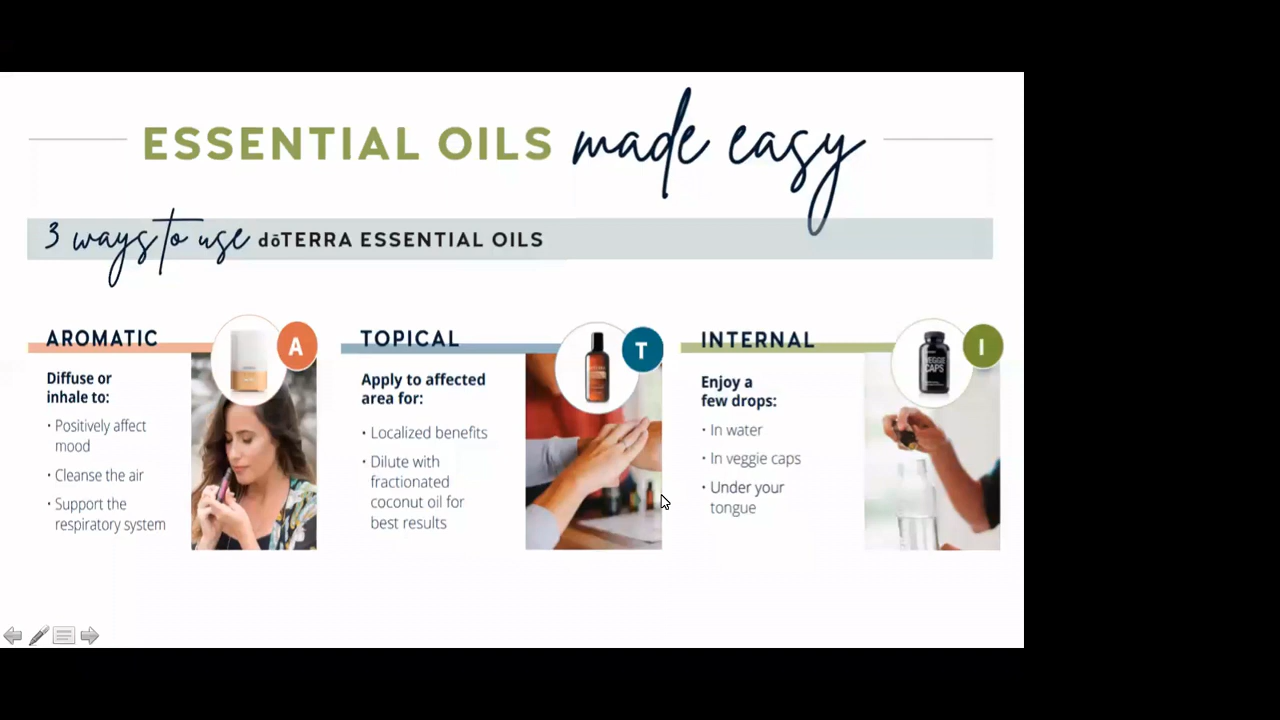 ESSENTIAL OILS made easy
3 ways to use dōTERRA ESSENTIAL OILS
AROMATIC
A
Diffuse or
inhale to:
• Positively affect
mood
• Cleanse the air
• Support the
respiratory system
TOPICAL
T
Apply to affected
area for:
• Localized benefits
• Dilute with
fractionated
coconut oil for
best results
INTERNAL
VEGGIE
CAPS
I
Enjoy a
few drops:
• In water
• In veggie caps
• Under your
tongue